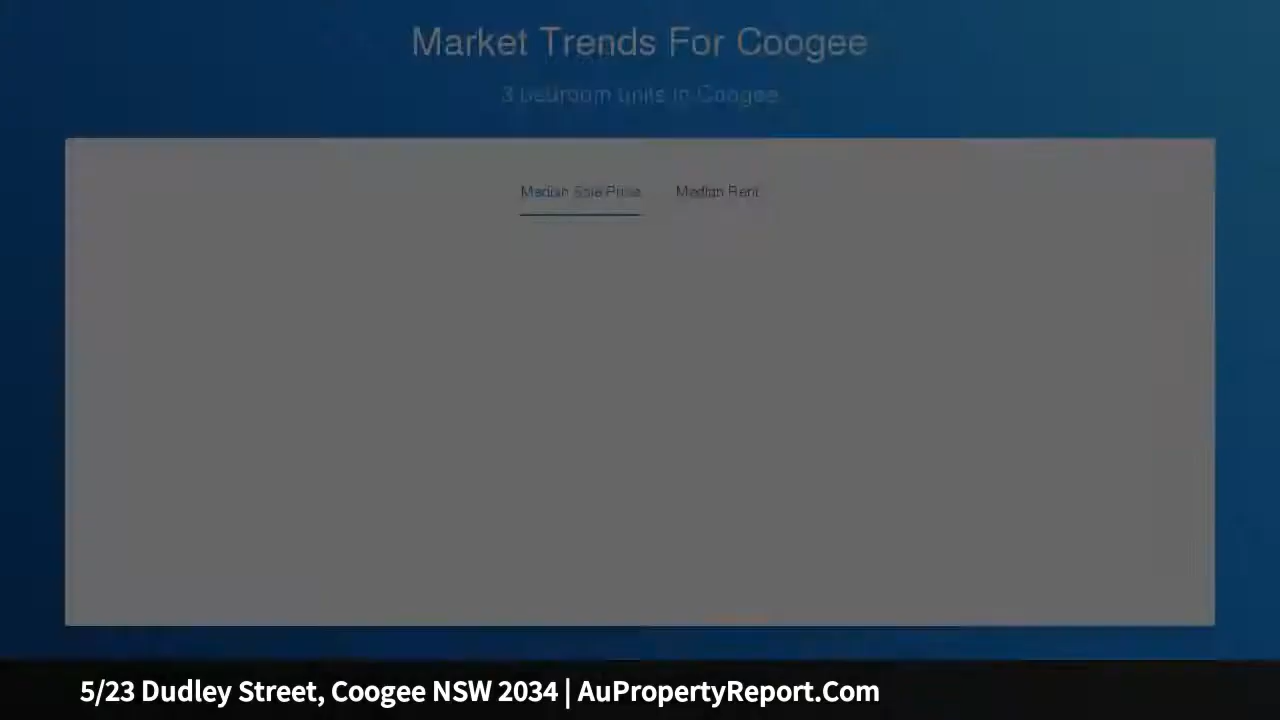 Market Trends For Coogee
3 bedroom units in Coogee
Median Sale Price
Median Rent
5/23 Dudley Street, Coogee NSW 2034 | AuPropertyReport.Com